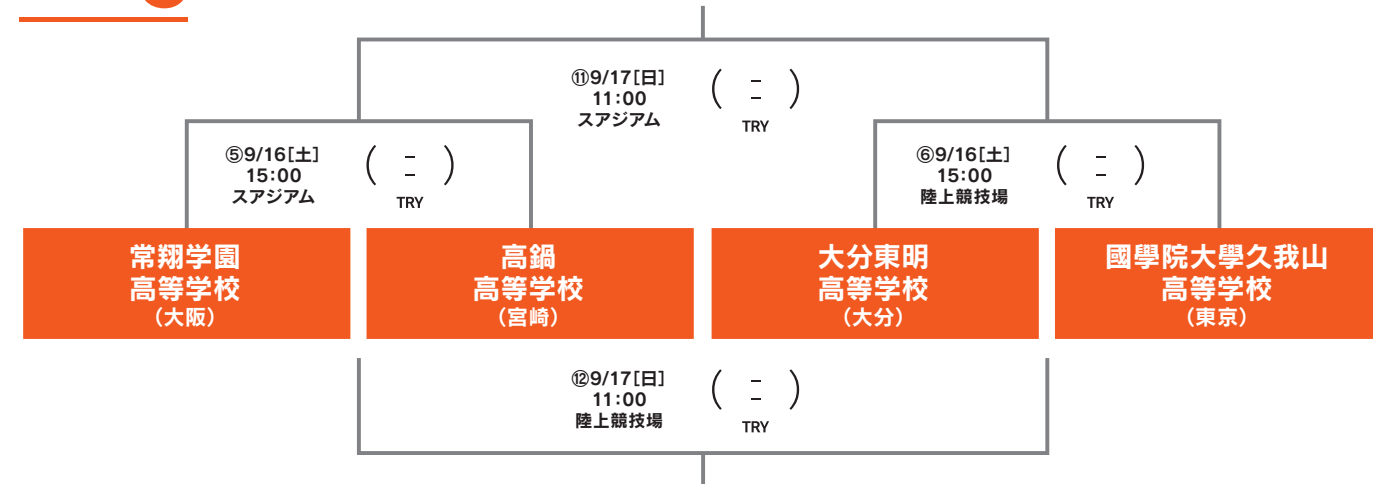 ⑪9/17[日]
11:00
スアジアム
( - - )
TRY
⑤9/16[土]
15:00
スアジアム
( - - )
TRY
⑥9/16[土]
15:00
陸上競技場
( - - )
TRY
常翔学園
高等学校
（大阪）
高鍋
高等学校
（宮崎）
大分東明
高等学校
（大分）
國學院大學久我山
高等学校
（東京）
⑫9/17[日]
11:00
陸上競技場
( - - )
TRY